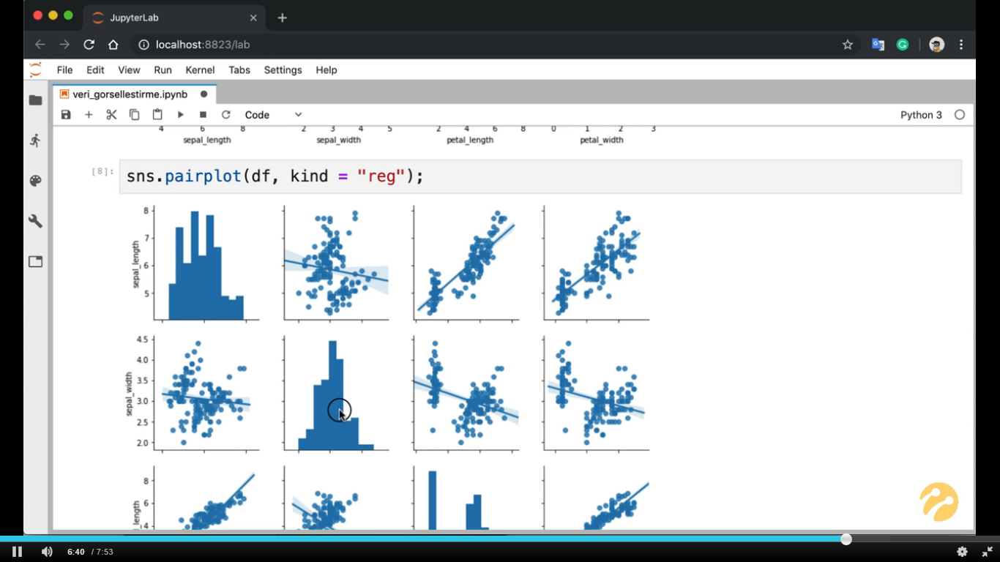 JupyterLab
localhost:8823/lab
File Edit View Run Kernel Tabs Settings Help
veri_gorsellestirme.ipynb
Code
Python 3
4 6 8 2 3 4 5 2 4 6 8 0 1 2 3
sepal_length sepal_width petal_length petal_width
[8]: sns.pairplot(df, kind = "reg");
8
7
6
5
sepal_length
4.5
4.0
3.5
3.0
2.5
2.0
sepal_width
8
6
4
l_length
6:40 / 7:53